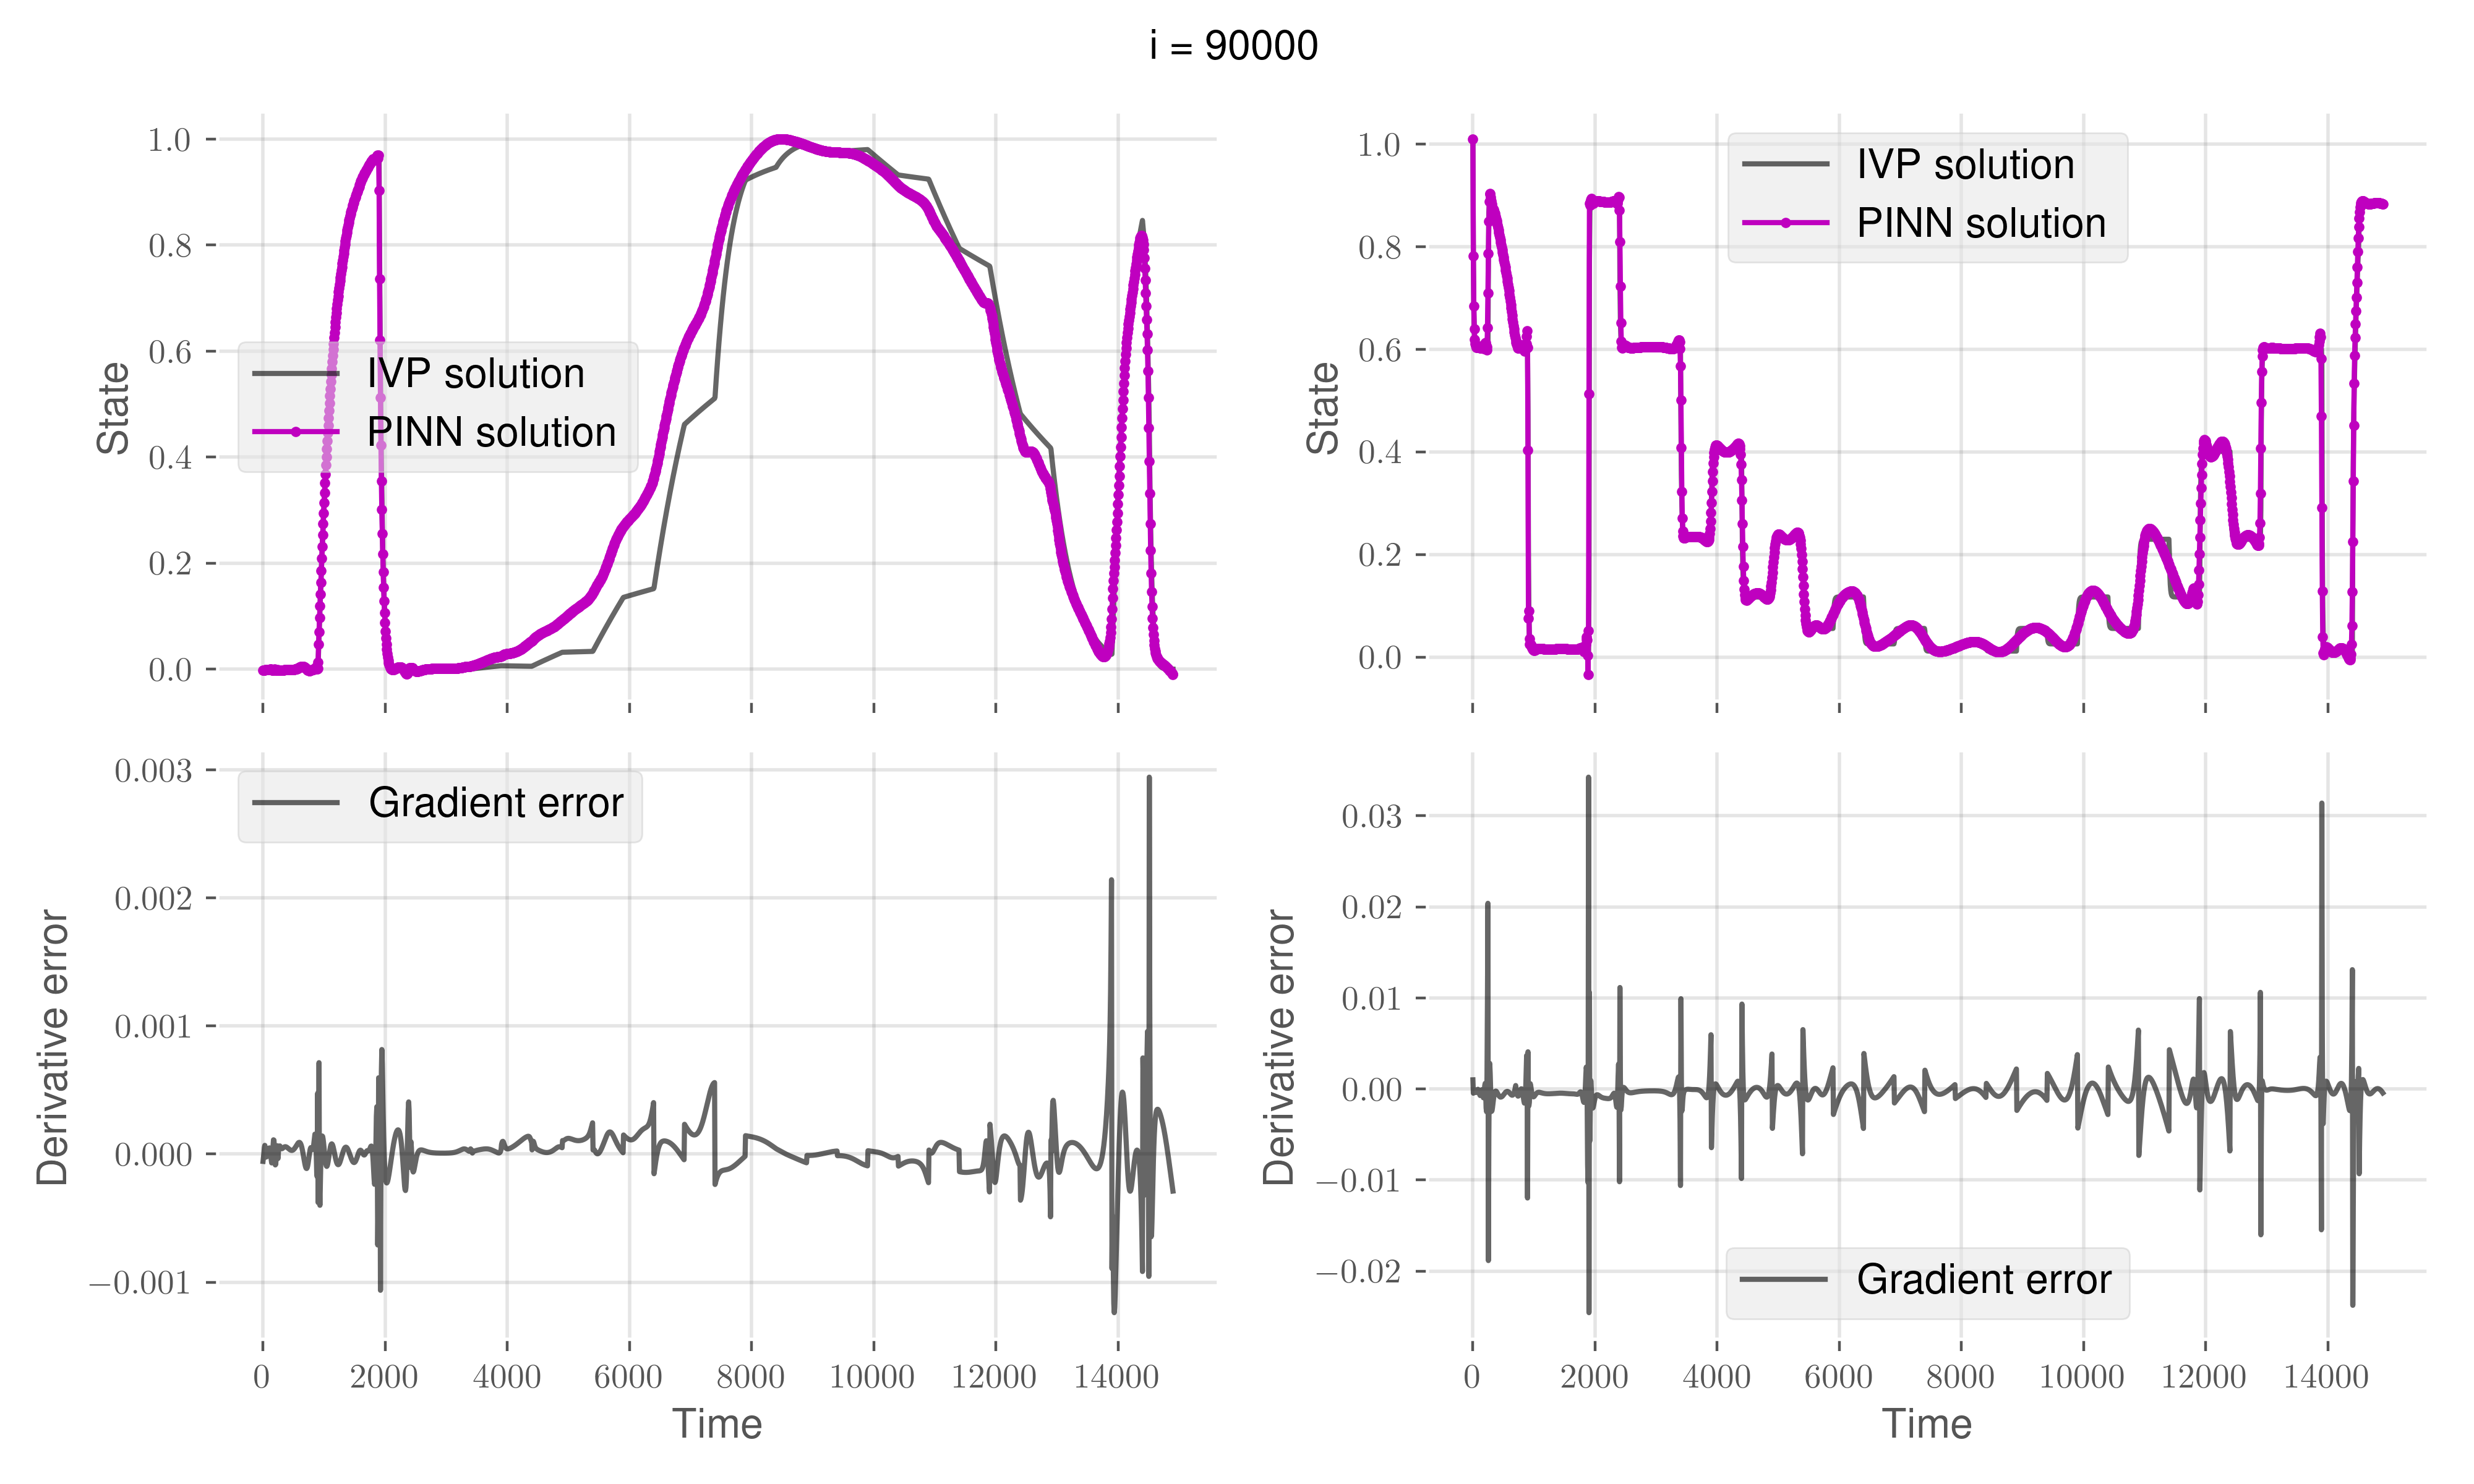 i = 90000
1.0
0.8
0.6
0.4
0.2
0.0
State
IVP solution
PINN solution
1.0
0.8
0.6
0.4
0.2
0.0
State
IVP solution
PINN solution
0.003
0.002
0.001
0.000
−0.001
Derivative error
Gradient error
0 2000 4000 6000 8000 10000 12000 14000
Time
0.03
0.02
0.01
0.00
−0.01
−0.02
Derivative error
Gradient error
0 2000 4000 6000 8000 10000 12000 14000
Time